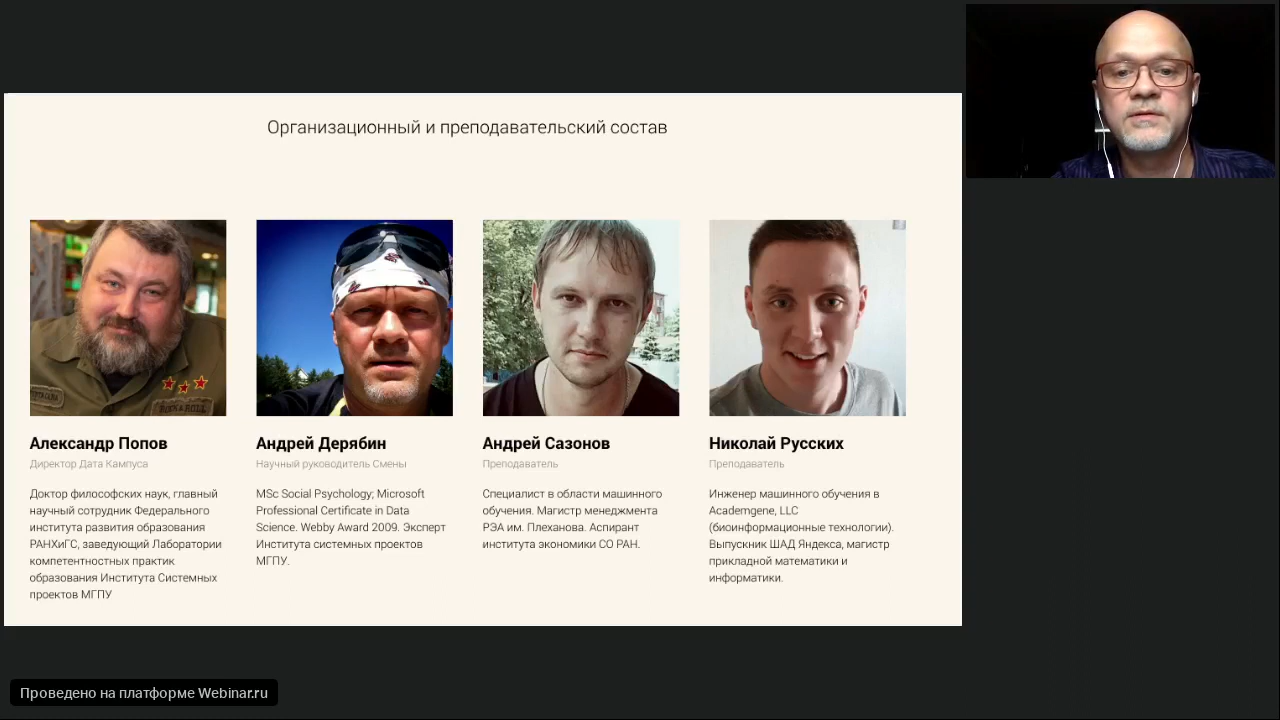 Организационный и преподавательский состав
Александр Попов
Директор Дата Кампуса
Доктор философских наук, главный
научный сотрудник Федерального
института развития образования
РАНХиГС, заведующий Лаборатории
компетентностных практик
образования Института Системных
проектов МГПУ
Андрей Дерябин
Научный руководитель Смены
MSc Social Psychology; Microsoft
Professional Certificate in Data
Science. Webby Award 2009. Эксперт
Института системных проектов
МГПУ.
Андрей Сазонов
Преподаватель
Специалист в области машинного
обучения. Магистр менеджмента
РЭА им. Плеханова. Аспирант
института экономики СО РАН.
Николай Русских
Преподаватель
Инженер машинного обучения в
Academgene, LLC
(биоинформационные технологии).
Выпускник ШАД Яндекса, магистр
прикладной математики и
информатики.
Проведено на платформе Webinar.ru